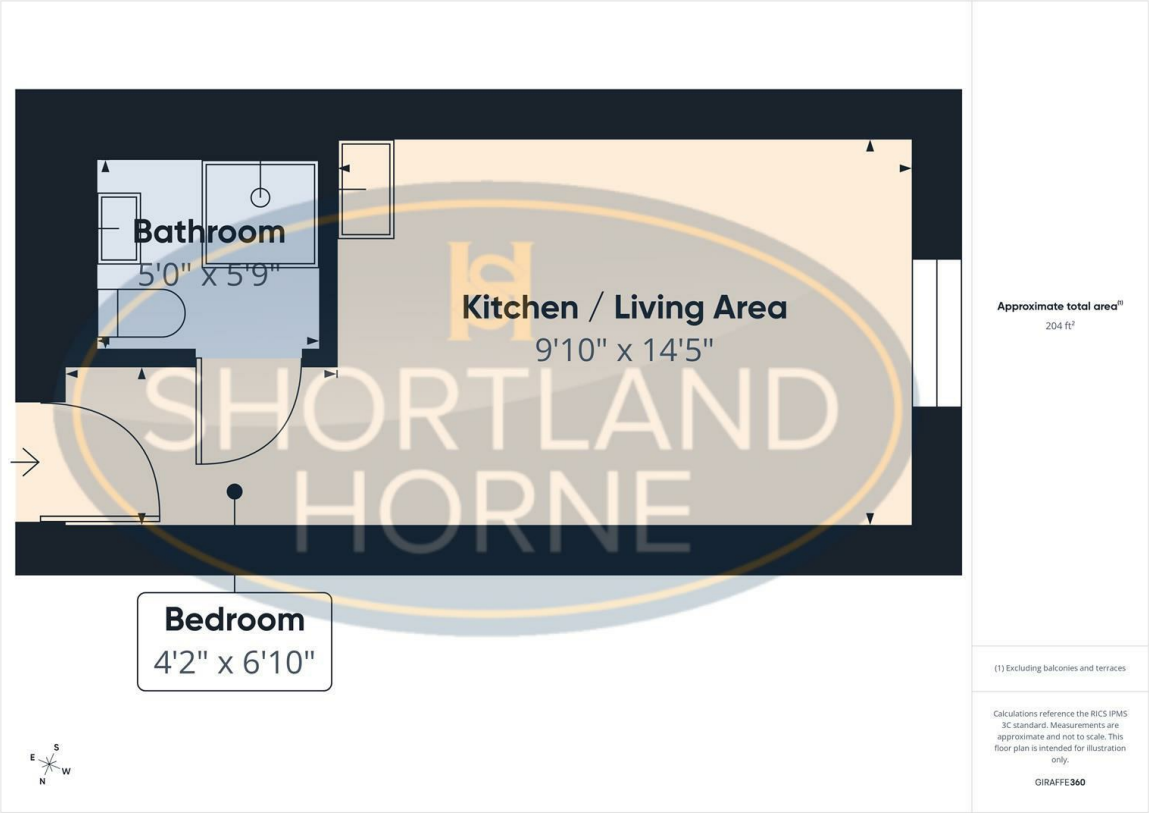 Bathroom
5'0" x 5'9"
Kitchen / Living Area
9'10" x 14'5"
SHORTLAND
HORNE
Bedroom
4'2" x 6'10"
S
E
W
N
Approximate total area(1)
204 ft²
(1) Excluding balconies and terraces
Calculations reference the RICS IPMS
3C standard. Measurements are
approximate and not to scale. This
floor plan is intended for illustration
only.
GIRAFFE360